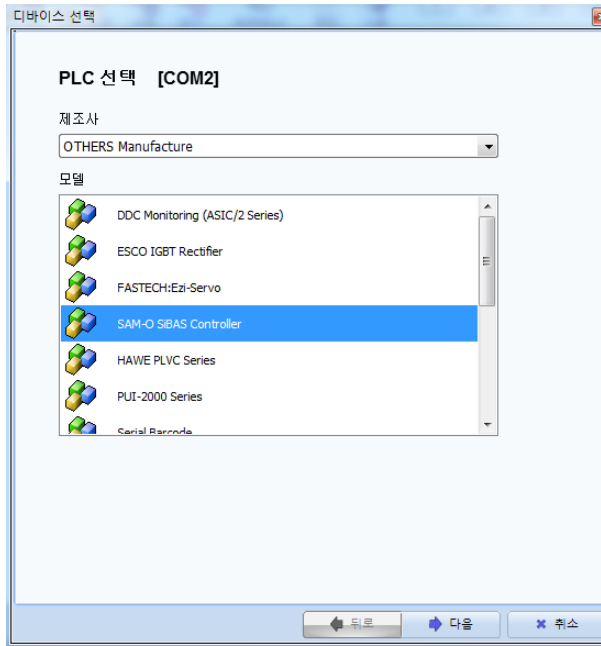 디바이스 선택
PLC 선택 [COM2]
제조사
OTHERS Manufacture
모델
DDC Monitoring (ASIC/2 Series)
ESCO IGBT Rectifier
FASTECH:Ezi-Servo
SAM-O SiBAS Controller
HAWE PLVC Series
PUI-2000 Series
Serial Barcode
뒤로 다음 취소